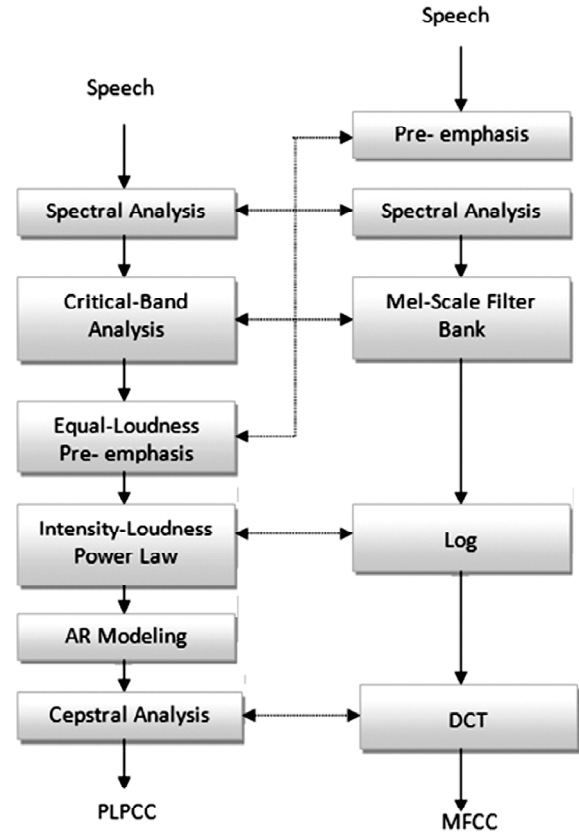 Speech
Spectral Analysis
Critical-Band
Analysis
Equal-Loudness
Pre- emphasis
Intensity-Loudness
Power Law
AR Modeling
Cepstral Analysis
PLPCC
Speech
Pre- emphasis
Spectral Analysis
Mel-Scale Filter
Bank
Log
DCT
MFCC